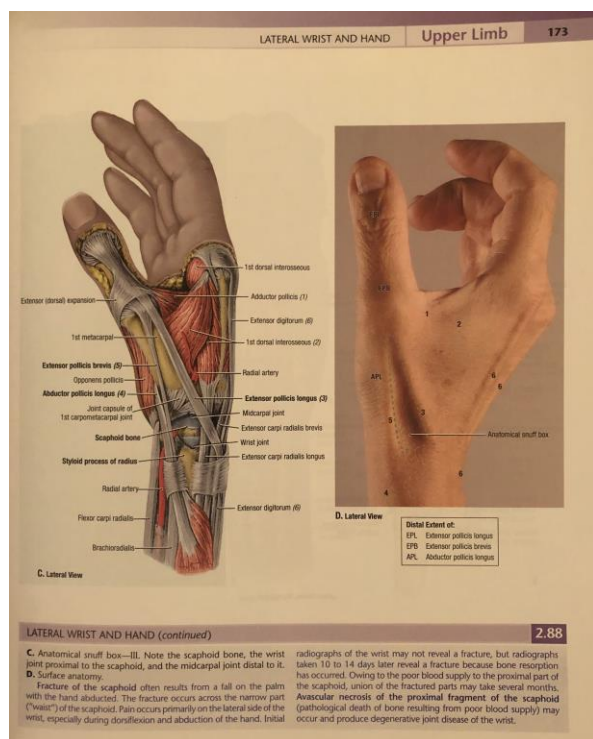 LATERAL WRIST AND HAND Upper Limb 173
1st dorsal interosseous
Adductor pollicis (1)
Extensor (dorsal) expansion
Extensor digitorum (6)
1st metacarpal
1st dorsal interosseous (2)
Extensor pollicis brevis (5)
Radial artery
Opponens pollicis
Abductor pollicis longus (4)
Extensor pollicis longus (3)
Joint capsule of
1st carpometacarpal joint
Midcarpal joint
Extensor carpi radialis brevis
Scaphoid bone
Wrist joint
Styloid process of radius
Extensor carpi radialis longus
Radial artery
Extensor digitorum (6)
Flexor carpi radialis
Brachioradialis
C. Lateral View
EPB
1
2
APL
6
6
3
5
Anatomical snuff box
6
4
D. Lateral View
Distal Extent of:
EPL Extensor pollicis longus
EPB Extensor pollicis brevis
APL Abductor pollicis longus
LATERAL WRIST AND HAND (continued) 2.88
C. Anatomical snuff box—III. Note the scaphoid bone, the wrist
joint proximal to the scaphoid, and the midcarpal joint distal to it.
D. Surface anatomy.
Fracture of the scaphoid often results from a fall on the palm
with the hand abducted. The fracture occurs across the narrow part
("waist") of the scaphoid. Pain occurs primarily on the lateral side of the
wrist, especially during dorsiflexion and abduction of the hand. Initial
radiographs of the wrist may not reveal a fracture, but radiographs
taken 10 to 14 days later reveal a fracture because bone resorption
has occurred. Owing to the poor blood supply to the proximal part of
the scaphoid, union of the fractured parts may take several months.
Avascular necrosis of the proximal fragment of the scaphoid
(pathological death of bone resulting from poor blood supply) may
occur and produce degenerative joint disease of the wrist.